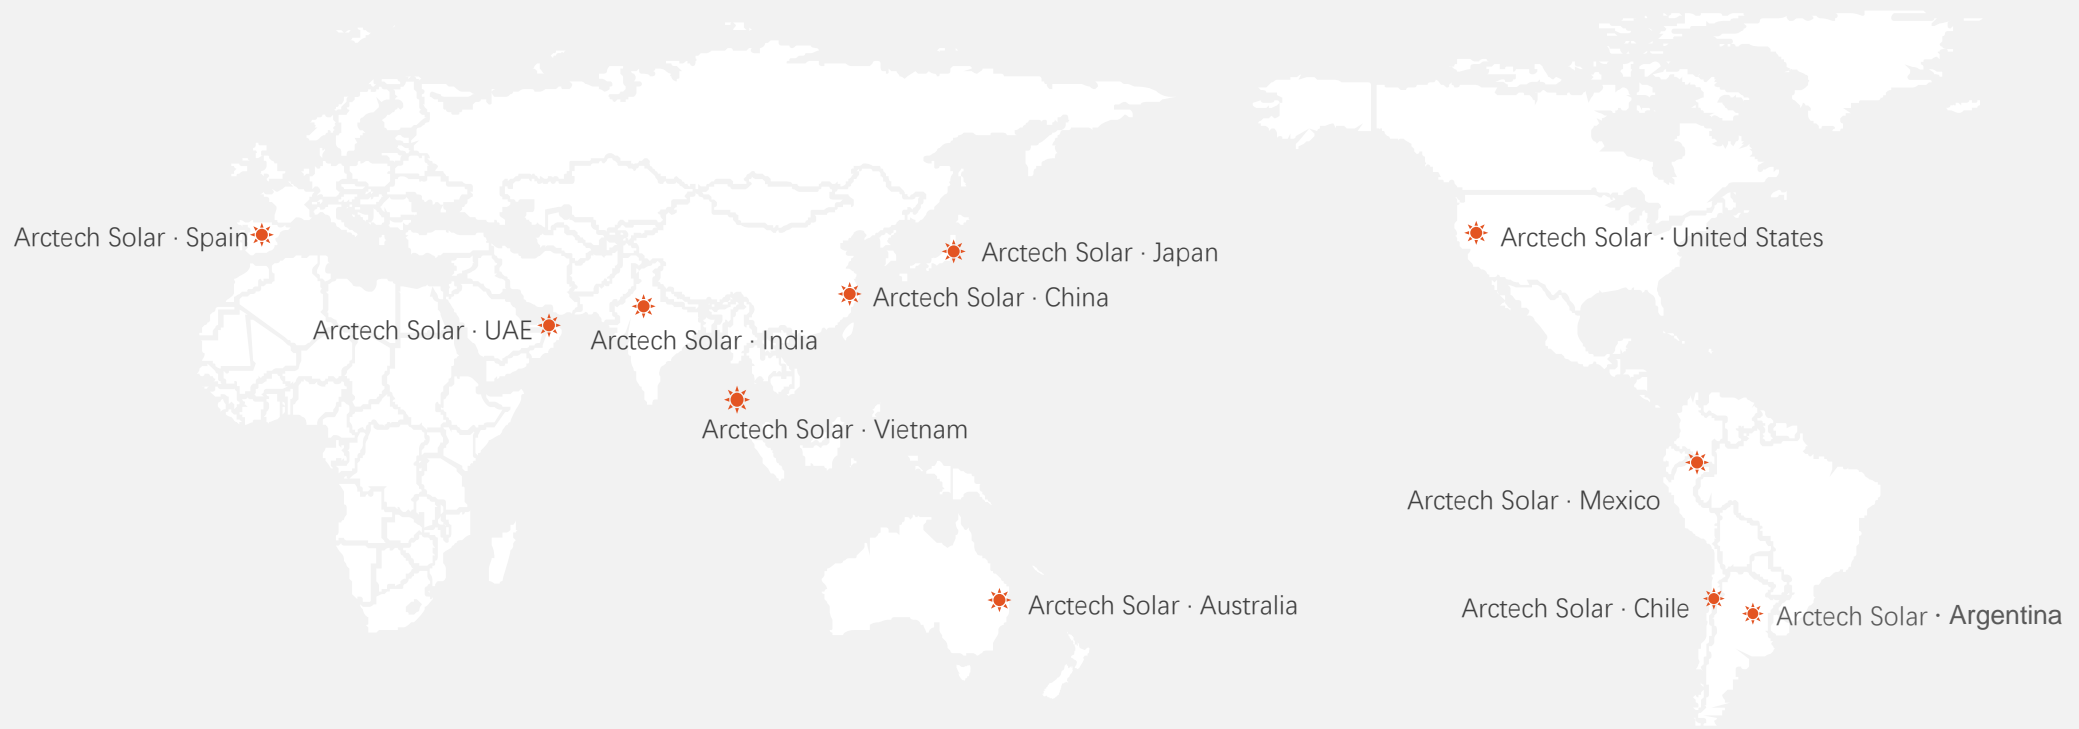 Arctech Solar · Spain
Arctech Solar · United States
Arctech Solar · Japan
Arctech Solar · China
Arctech Solar · UAE
Arctech Solar · India
Arctech Solar · Vietnam
Arctech Solar · Mexico
Arctech Solar · Australia
Arctech Solar · Chile
Arctech Solar · Argentina